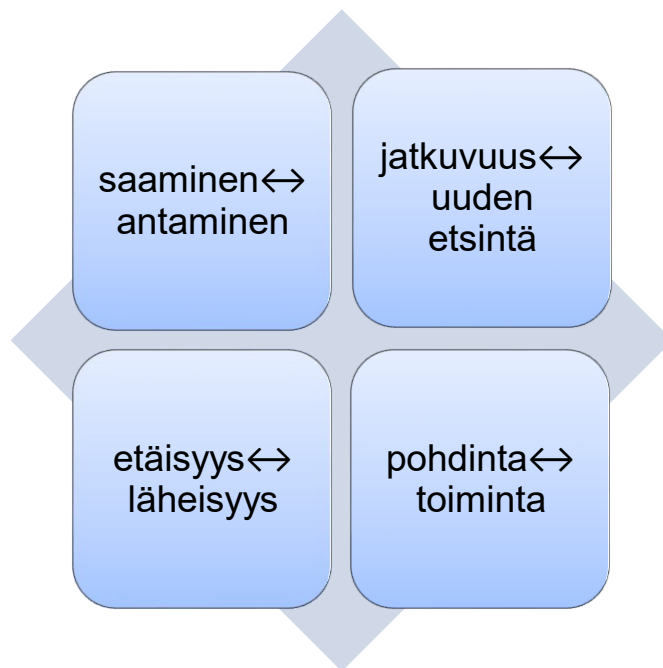 saaminen↔
antaminen
jatkuvuus↔
uuden
etsintä
etäisyys↔
läheisyys
pohdinta↔
toiminta